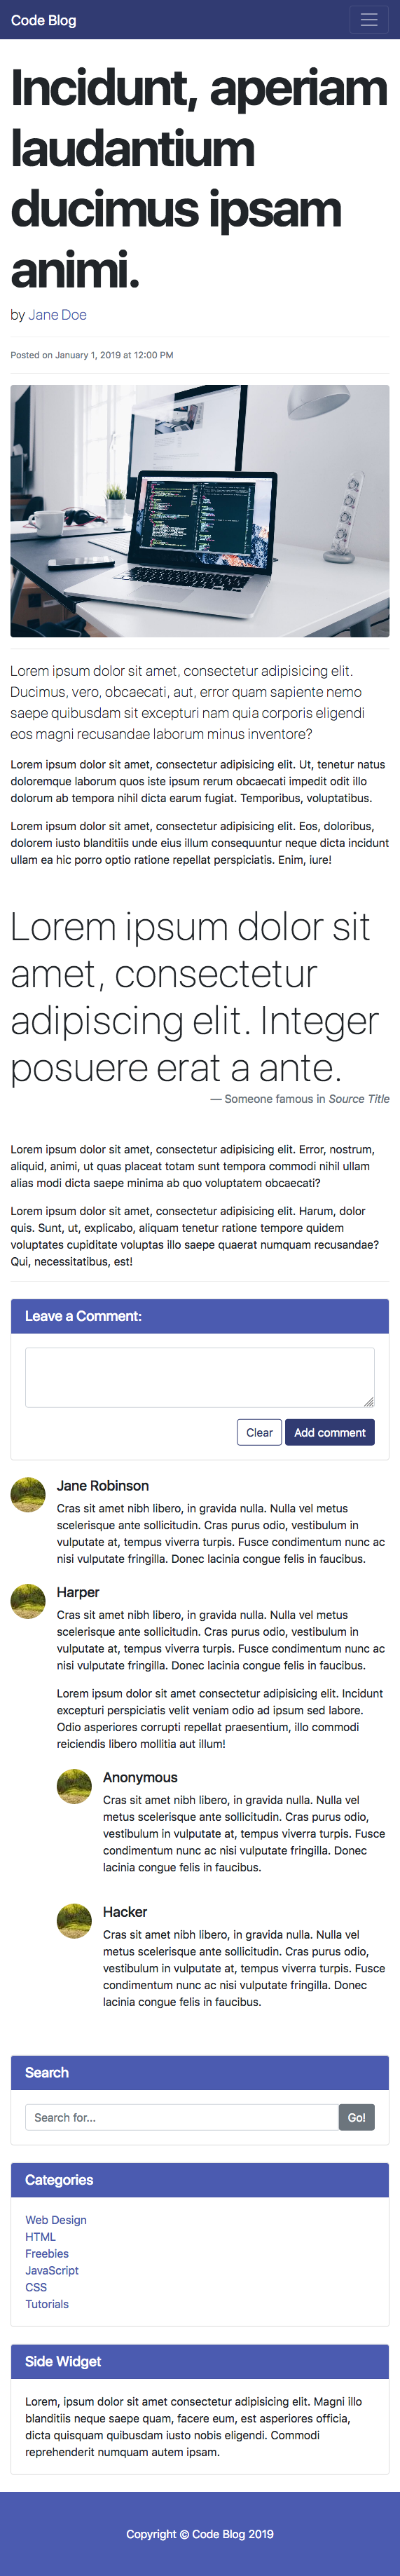 Code Blog
Incidunt, aperiam
laudantium
ducimus ipsam
animi.
by Jane Doe
Posted on January 1, 2019 at 12:00 PM
Lorem ipsum dolor sit amet, consectetur adipisicing elit.
Ducimus, vero, obcaecati, aut, error quam sapiente nemo
saepe quibusdam sit excepturi nam quia corporis eligendi
eos magni recusandae laborum minus inventore?
Lorem ipsum dolor sit amet, consectetur adipisicing elit. Ut, tenetur natus
doloremque laborum quos iste ipsum rerum obcaecati impedit odit illo
dolorum ab tempora nihil dicta earum fugiat. Temporibus, voluptatibus.
Lorem ipsum dolor sit amet, consectetur adipisicing elit. Eos, doloribus,
dolorem iusto blanditiis unde eius illum consequuntur neque dicta incidunt
ullam ea hic porro optio ratione repellat perspiciatis. Enim, iure!
Lorem ipsum dolor sit
amet, consectetur
adipiscing elit. Integer
posuere erat a ante.
— Someone famous in Source Title
Lorem ipsum dolor sit amet, consectetur adipisicing elit. Error, nostrum,
aliquid, animi, ut quas placeat totam sunt tempora commodi nihil ullam
alias modi dicta saepe minima ab quo voluptatem obcaecati?
Lorem ipsum dolor sit amet, consectetur adipisicing elit. Harum, dolor
quis. Sunt, ut, explicabo, aliquam tenetur ratione tempore quidem
voluptates cupiditate voluptas illo saepe quaerat numquam recusandae?
Qui, necessitatibus, est!
Leave a Comment:
Clear Add comment
Jane Robinson
Cras sit amet nibh libero, in gravida nulla. Nulla vel metus
scelerisque ante sollicitudin. Cras purus odio, vestibulum in
vulputate at, tempus viverra turpis. Fusce condimentum nunc ac
nisi vulputate fringilla. Donec lacinia congue felis in faucibus.
Harper
Cras sit amet nibh libero, in gravida nulla. Nulla vel metus
scelerisque ante sollicitudin. Cras purus odio, vestibulum in
vulputate at, tempus viverra turpis. Fusce condimentum nunc ac
nisi vulputate fringilla. Donec lacinia congue felis in faucibus.
Lorem ipsum dolor sit amet consectetur adipisicing elit. Incidunt
excepturi perspiciatis velit veniam odio ad ipsum sed labore.
Odio asperiores corrupti repellat praesentium, illo commodi
reiciendis libero mollitia aut illum!
Anonymous
Cras sit amet nibh libero, in gravida nulla. Nulla vel
metus scelerisque ante sollicitudin. Cras purus odio,
vestibulum in vulputate at, tempus viverra turpis. Fusce
condimentum nunc ac nisi vulputate fringilla. Donec
lacinia congue felis in faucibus.
Hacker
Cras sit amet nibh libero, in gravida nulla. Nulla vel
metus scelerisque ante sollicitudin. Cras purus odio,
vestibulum in vulputate at, tempus viverra turpis. Fusce
condimentum nunc ac nisi vulputate fringilla. Donec
lacinia congue felis in faucibus.
Search
Search for... Go!
Categories
Web Design
HTML
Freebies
JavaScript
CSS
Tutorials
Side Widget
Lorem, ipsum dolor sit amet consectetur adipisicing elit. Magni illo
blanditiis neque saepe quam, facere eum, est asperiores officia,
dicta quisquam quibusdam iusto nobis eligendi. Commodi
reprehenderit numquam autem ipsam.
Copyright © Code Blog 2019